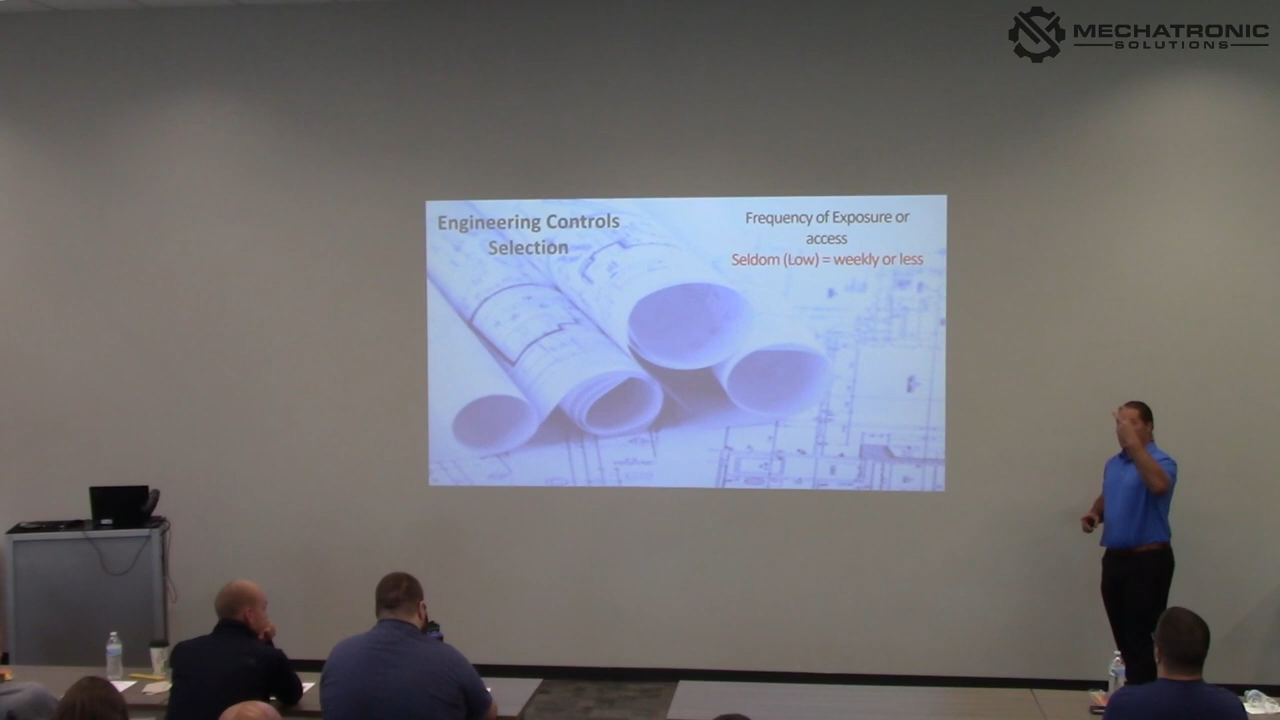 MECHATRONIC
SOLUTIONS
Engineering Controls
Selection
Frequency of Exposure or
access
Seldom (Low) = weekly or less